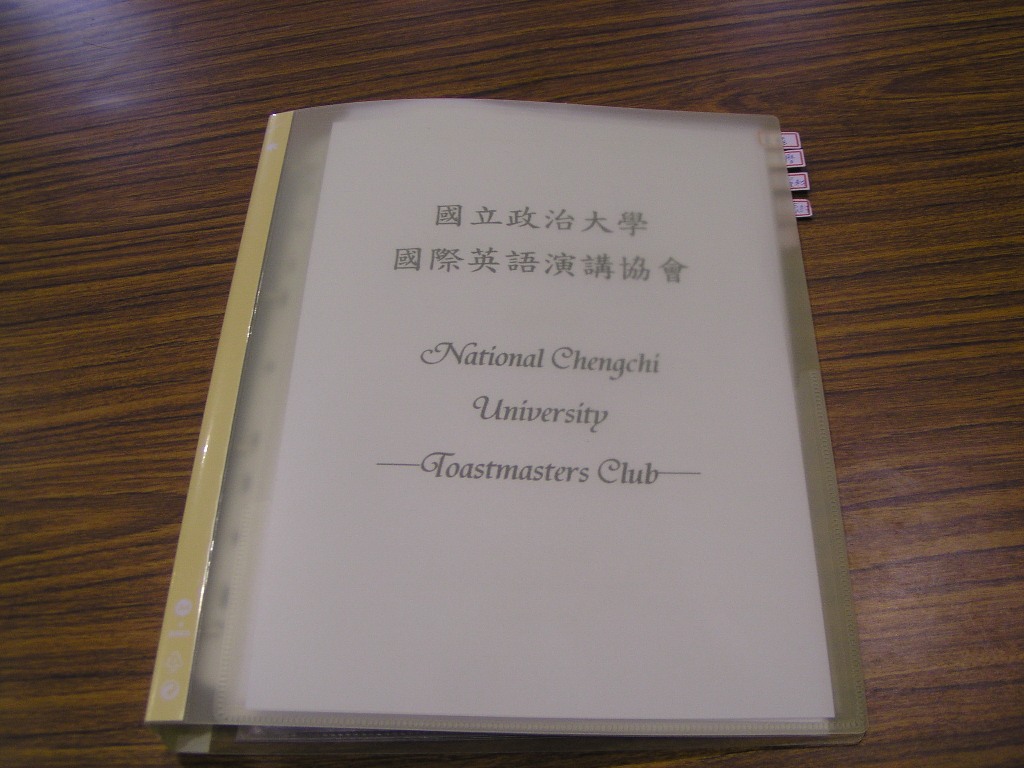 國立政治大學
國際英語演講協會
National Chengchi
University
Toastmasters Club